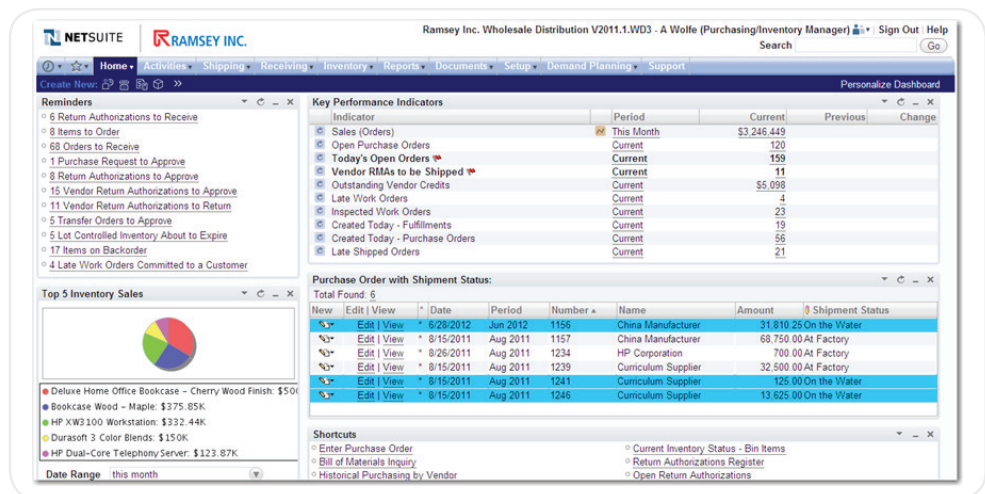 Ramsey Inc. Wholesale Distribution V2011.1.WD3 - A Wolfe (Purchasing/Inventory Manager) Sign Out Help
NETSUITE RAMSEY INC.
Search Go
Home Activities Shipping Receiving Inventory Reports Documents Setup Demand Planning Support
Create New: » Personalize Dashboard
Reminders
6 Return Authorizations to Receive
8 Items to Order
68 Orders to Receive
1 Purchase Request to Approve
8 Return Authorizations to Approve
15 Vendor Return Authorizations to Approve
11 Vendor Return Authorizations to Return
5 Transfer Orders to Approve
5 Lot Controlled Inventory About to Expire
17 Items on Backorder
4 Late Work Orders Committed to a Customer
Top 5 Inventory Sales
Deluxe Home Office Bookcase - Cherry Wood Finish: $500
Bookcase Wood - Maple: $375.85K
HP XW3100 Workstation: $332.44K
Durasoft 3 Color Blends: $150K
HP Dual-Core Telephony Server: $123.87K
Date Range this month
Key Performance Indicators
Indicator Period Current Previous Change
Sales (Orders) This Month $3,246,449
Open Purchase Orders Current 120
Today's Open Orders Current 159
Vendor RMAs to be Shipped Current 11
Outstanding Vendor Credits Current $5,098
Late Work Orders Current 4
Inspected Work Orders Current 23
Created Today - Fulfillments Current 19
Created Today - Purchase Orders Current 56
Late Shipped Orders Current 21
Purchase Order with Shipment Status:
Total Found: 6
New Edit | View * Date Period Number Name Amount Shipment Status
Edit | View * 6/28/2012 Jun 2012 1156 China Manufacturer 31,810.25 On the Water
Edit | View * 8/15/2011 Aug 2011 1157 China Manufacturer 68,750.00 At Factory
Edit | View * 8/26/2011 Aug 2011 1234 HP Corporation 700.00 At Factory
Edit | View * 8/15/2011 Aug 2011 1239 Curriculum Supplier 32,500.00 At Factory
Edit | View * 8/15/2011 Aug 2011 1241 Curriculum Supplier 125.00 On the Water
Edit | View * 8/15/2011 Aug 2011 1246 Curriculum Supplier 13,625.00 On the Water
Shortcuts
Enter Purchase Order Current Inventory Status - Bin Items
Bill of Materials Inquiry Return Authorizations Register
Historical Purchasing by Vendor Open Return Authorizations